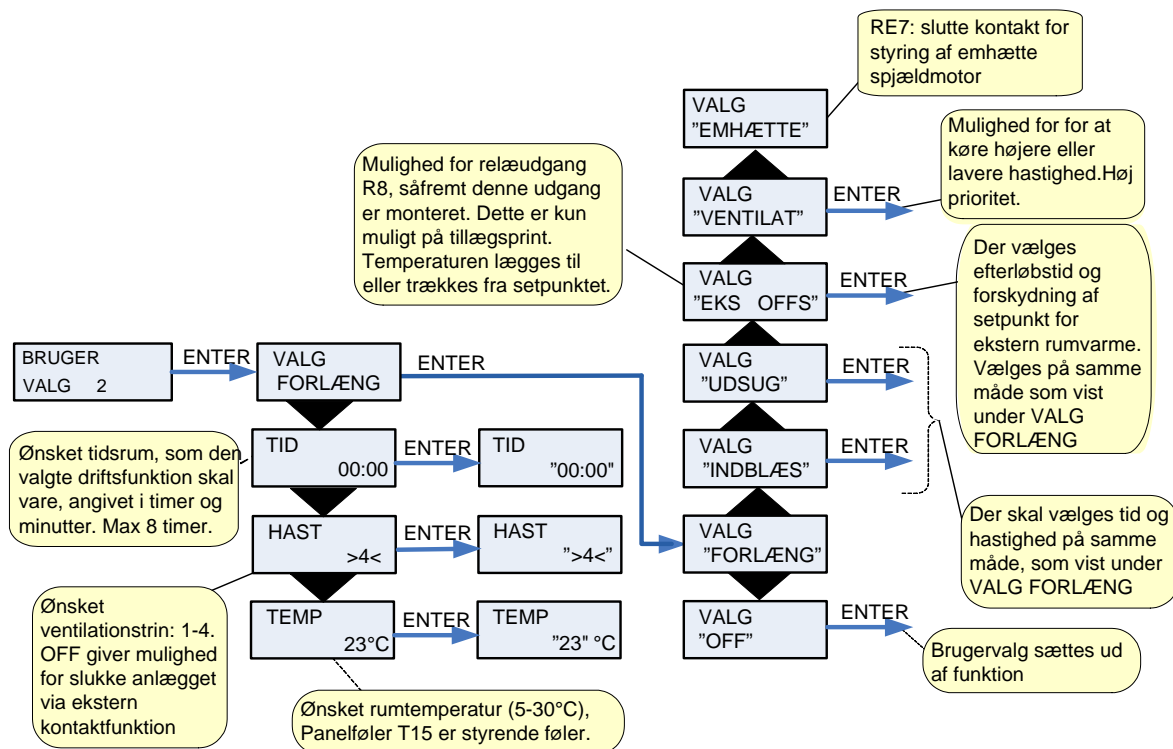 RE7: slutte kontakt for
styring af emhætte
spjældmotor
VALG
"EMHÆTTE"
Mulighed for for at
køre højere eller
lavere hastighed.Høj
prioritet.
Mulighed for relæudgang
R8, såfremt denne udgang
er monteret. Dette er kun
muligt på tillægsprint.
Temperaturen lægges til
eller trækkes fra setpunktet.
VALG
"VENTILAT"
ENTER
Der vælges
efterløbstid og
forskydning af
setpunkt for
ekstern rumvarme.
Vælges på samme
måde som vist
under VALG
FORLÆNG
VALG
"EKS OFFS"
ENTER
BRUGER
VALG 2
ENTER
VALG
FORLÆNG
ENTER
VALG
"UDSUG"
ENTER
Ønsket tidsrum, som den
valgte driftsfunktion skal
vare, angivet i timer og
minutter. Max 8 timer.
TID
00:00
ENTER
TID
"00:00"
VALG
"INDBLÆS"
ENTER
HAST
>4<
ENTER
HAST
">4<"
VALG
"FORLÆNG"
Der skal vælges tid og
hastighed på samme
måde, som vist under
VALG FORLÆNG
Ønsket
ventilationstrin: 1-4.
OFF giver mulighed
for slukke anlægget
via ekstern
kontaktfunktion
TEMP
23°C
ENTER
TEMP
"23" °C
VALG
"OFF"
ENTER
Brugervalg sættes ud
af funktion
Ønsket rumtemperatur (5-30°C),
Panelføler T15 er styrende føler.